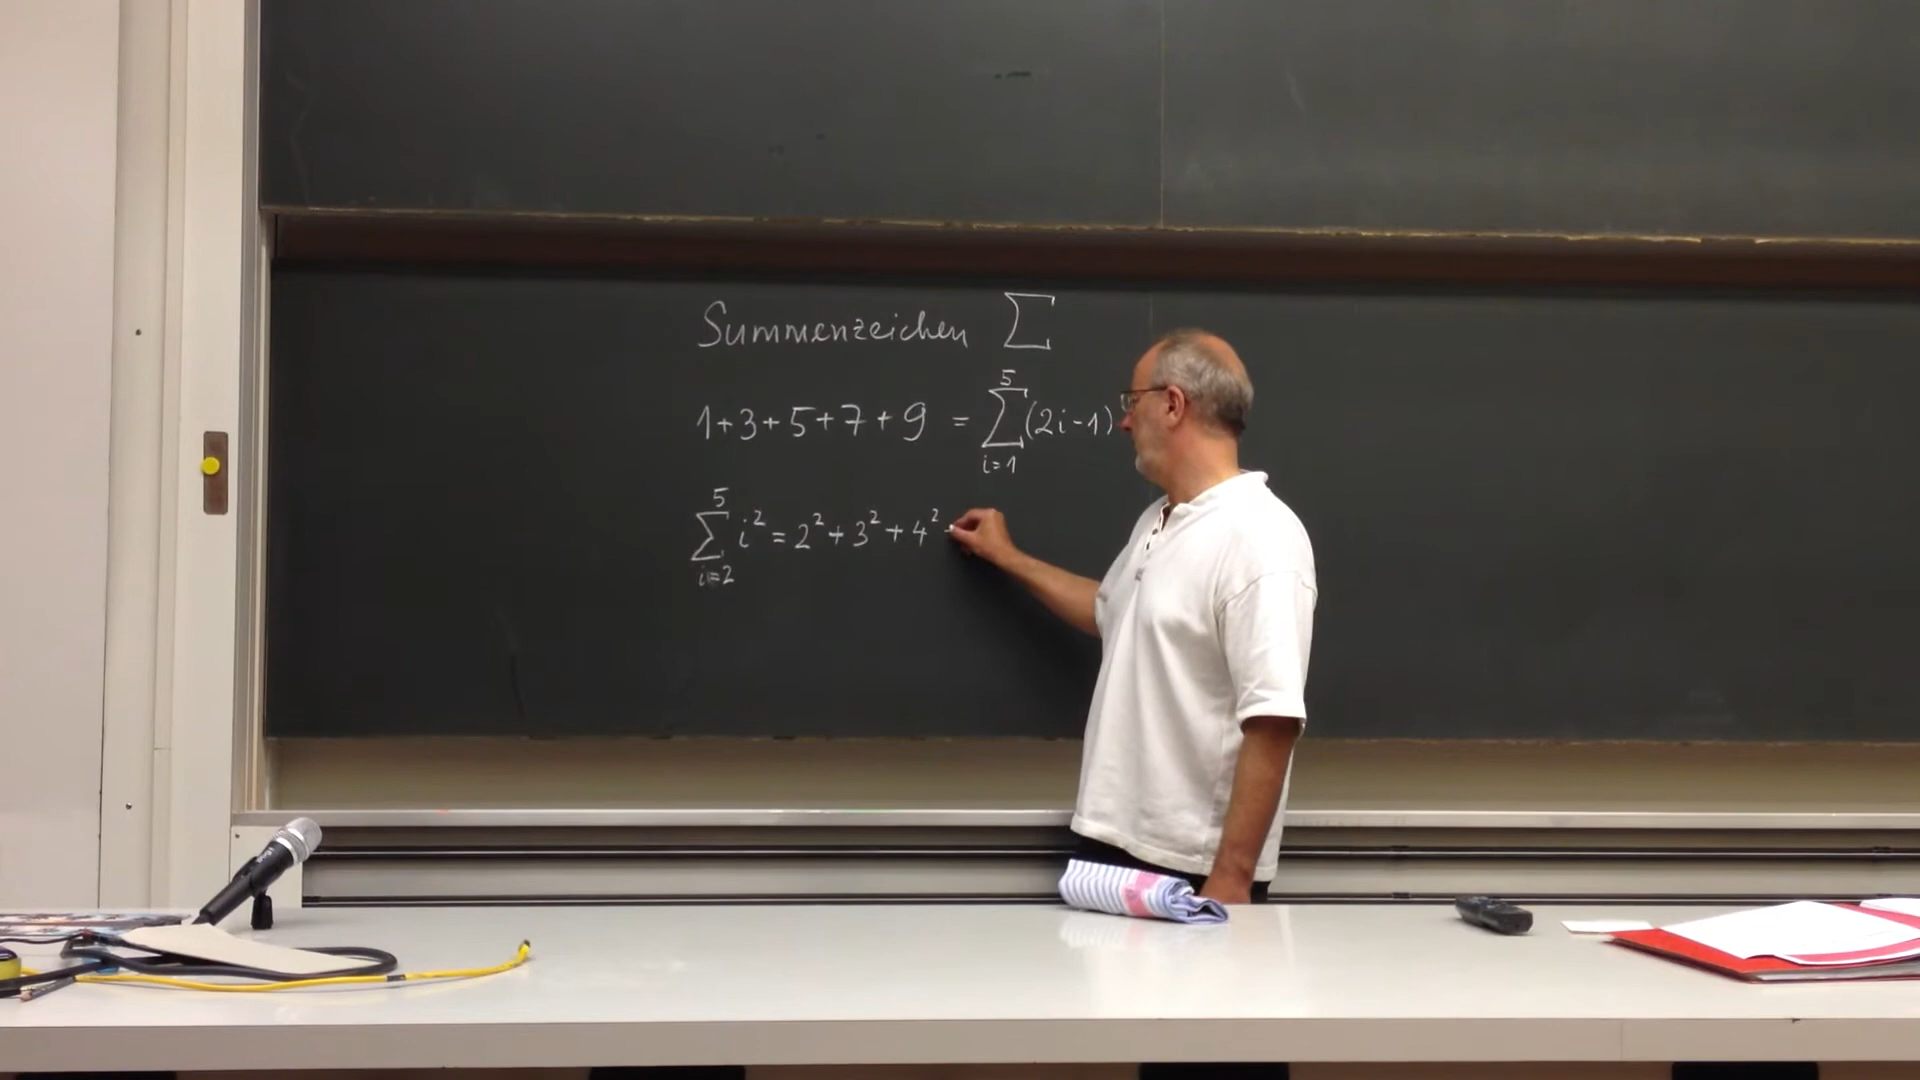 Summenzeichen ∑
1+3+5+7+9 = ∑_{i=1}^{5} (2i-1)
∑_{i=2}^{5} i² = 2² + 3² + 4² +